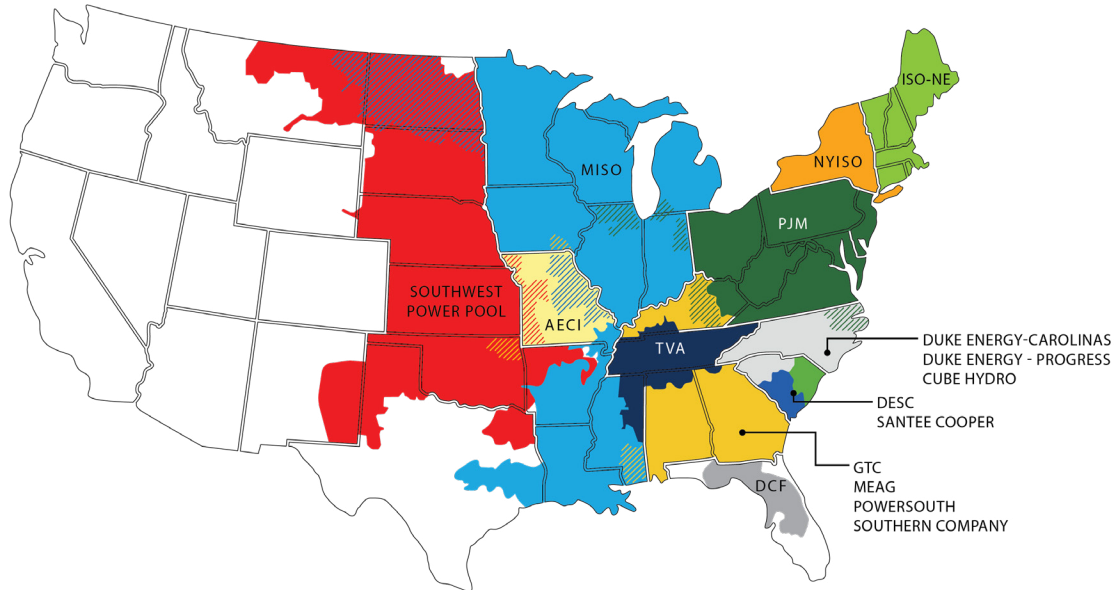 ISO-NE
NYISO
MISO
PJM
SOUTHWEST
POWER POOL
AECI
TVA
DUKE ENERGY-CAROLINAS
DUKE ENERGY - PROGRESS
CUBE HYDRO
DESC
SANTEE COOPER
GTC
MEAG
POWERSOUTH
SOUTHERN COMPANY
DCF